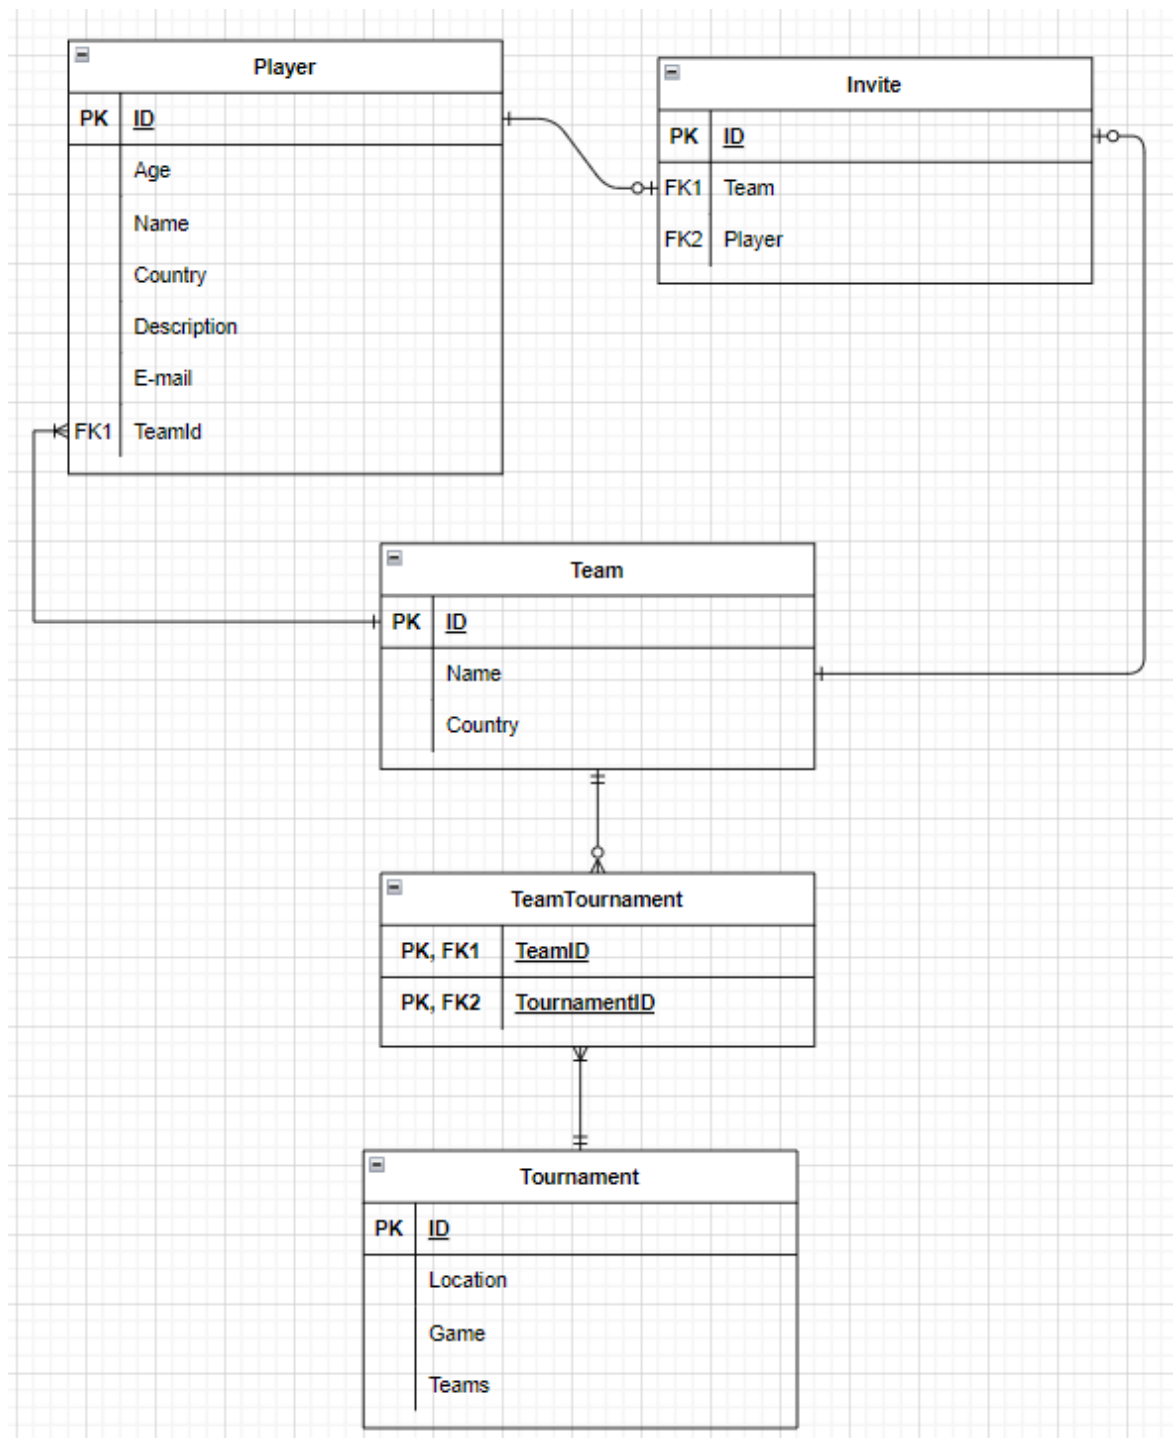 Player
PK ID
Age
Name
Country
Description
E-mail
FK1 TeamId
Invite
PK ID
FK1 Team
FK2 Player
Team
PK ID
Name
Country
TeamTournament
PK, FK1 TeamID
PK, FK2 TournamentID
Tournament
PK ID
Location
Game
Teams